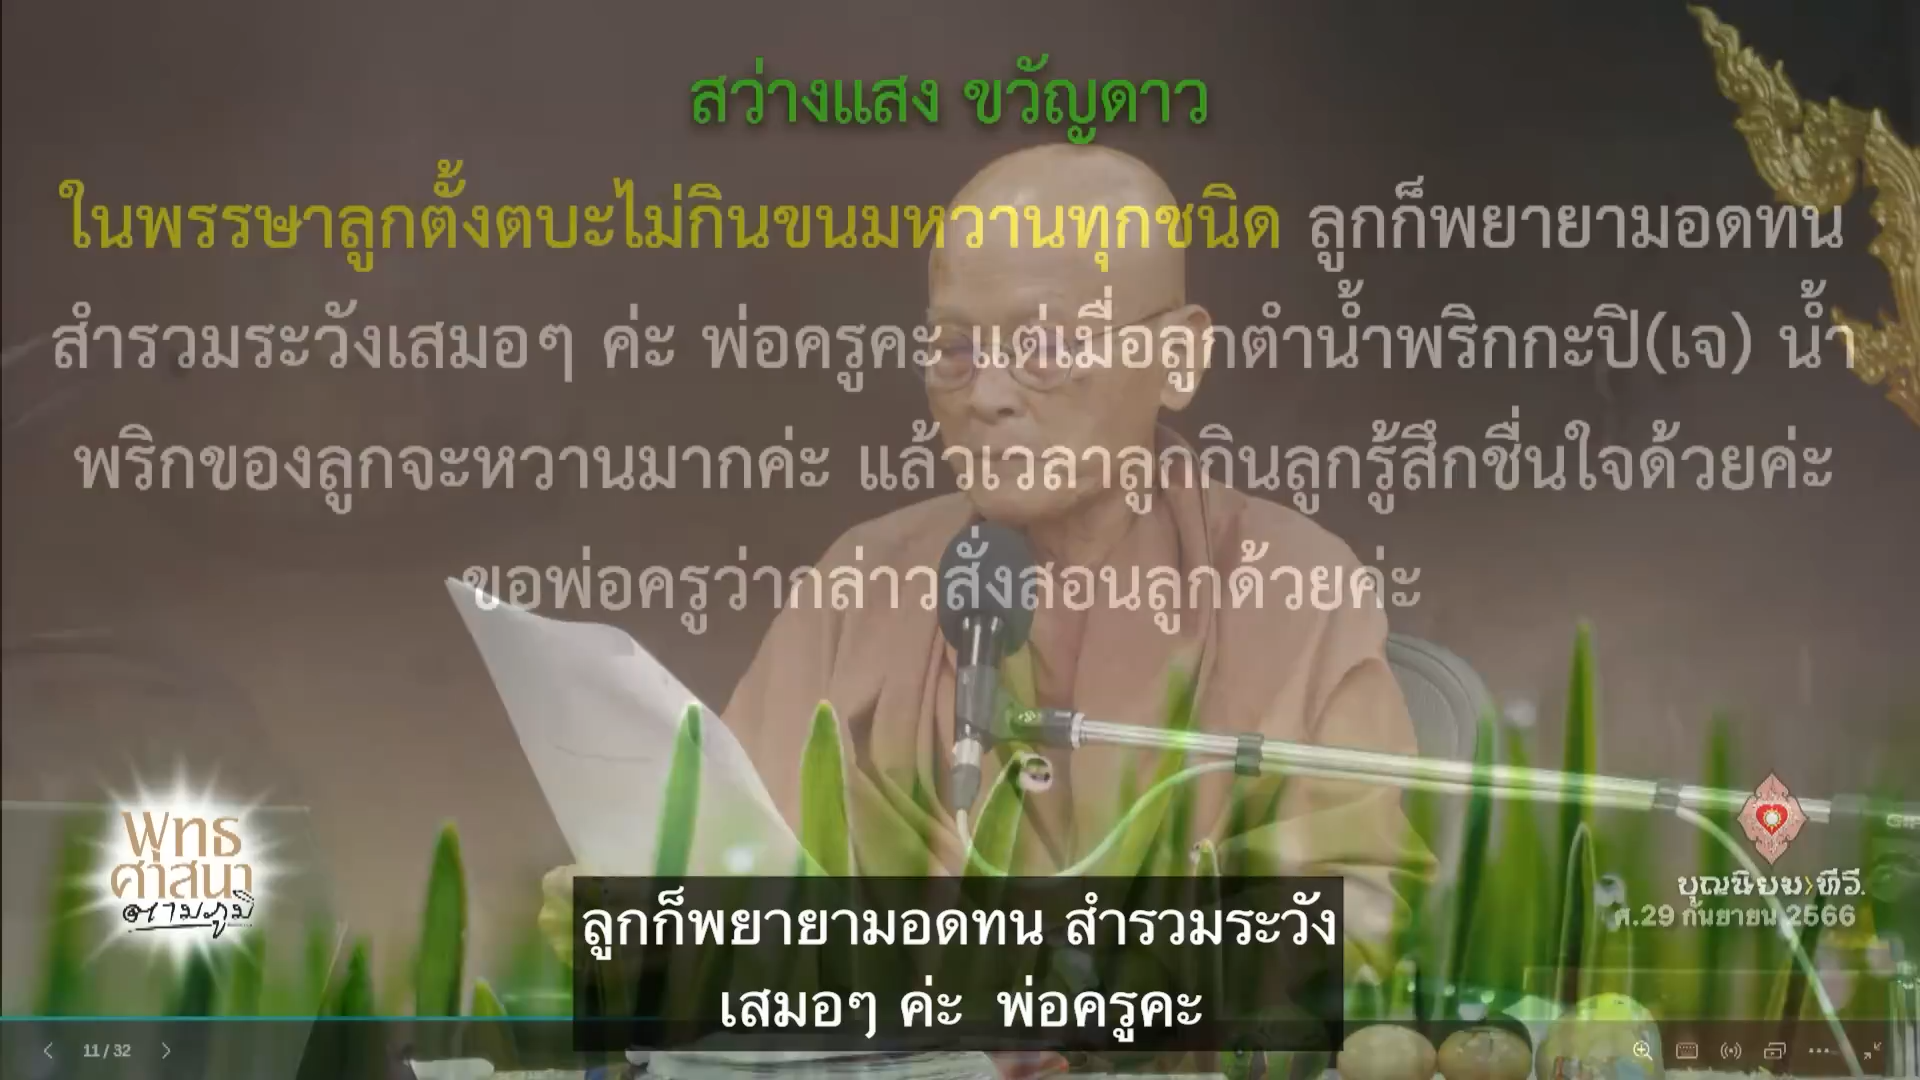 สว่างแสง ขวัญดาว
ในพรรษาลูกตั้งตบะไม่กินขนมหวานทุกชนิด ลูกก็พยายามอดทน
สำรวมระวังเสมอๆ ค่ะ พ่อครูคะ แต่เมื่อลูกตำน้ำพริกกะปิ(เจ) น้ำ
พริกของลูกจะหวานมากค่ะ แล้วเวลาลูกกินลูกรู้สึกชื่นใจด้วยค่ะ
ขอพ่อครูว่ากล่าวสั่งสอนลูกด้วยค่ะ
พุทธ
ศาสนา
ตามภูมิ
บุญนิยม ทีวี.
ศ.29 กันยายน 2566
ลูกก็พยายามอดทน สำรวมระวัง
เสมอๆ ค่ะ พ่อครูคะ
11 / 32